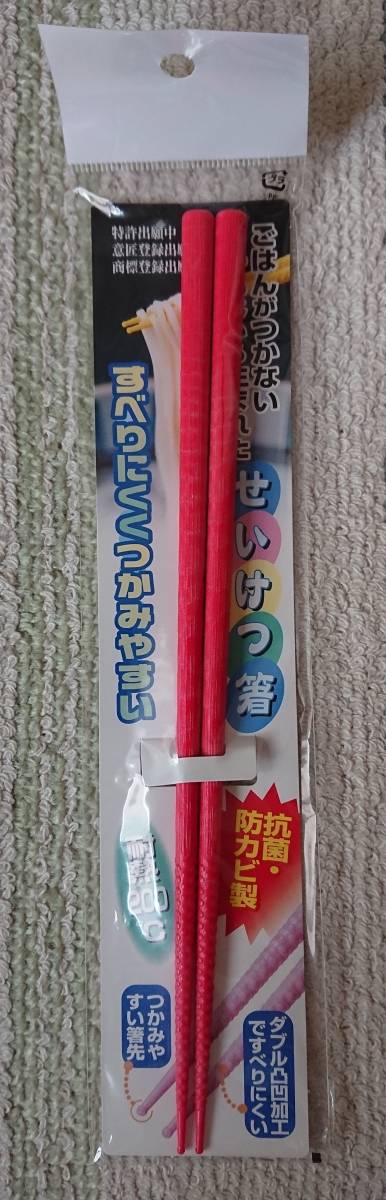 プラ
特許出願中
意匠登録出
商標登録出
ごはんがつかない
せいけつ箸
すべりにくくつかみやすい
抗菌・
防カビ製
つかみや
すい箸先
ダブル凸凹加工
ですべりにくい